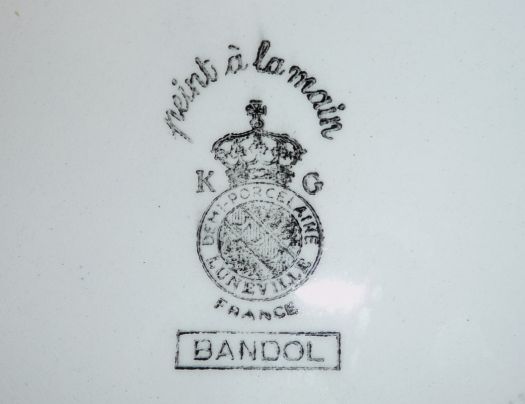 peint à la main
K G
DEMI-PORCELAINE
LUNEVILLE
FRANCE
BANDOL